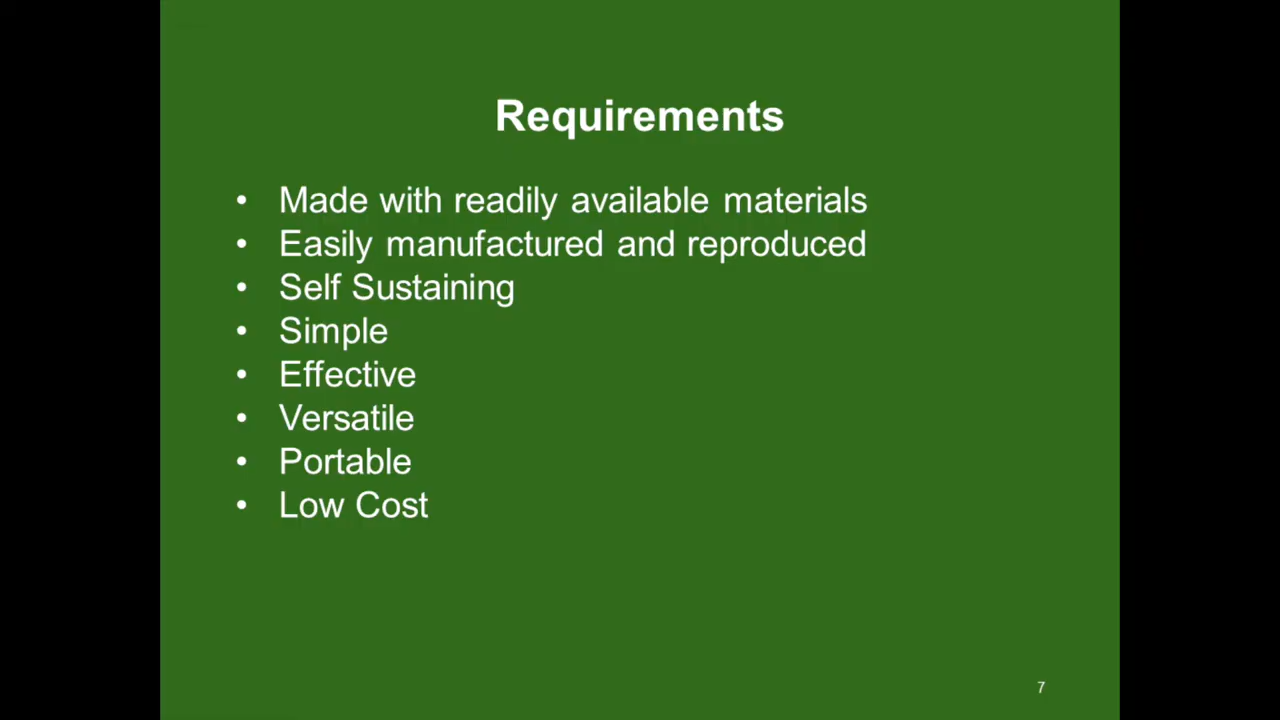 Requirements
• Made with readily available materials
• Easily manufactured and reproduced
• Self Sustaining
• Simple
• Effective
• Versatile
• Portable
• Low Cost
7